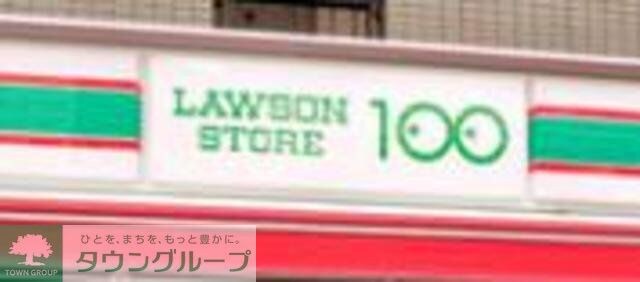 LAWSON
STORE
100
ひとを、まちを、もっと豊かに。
タウングループ
TOWN GROUP